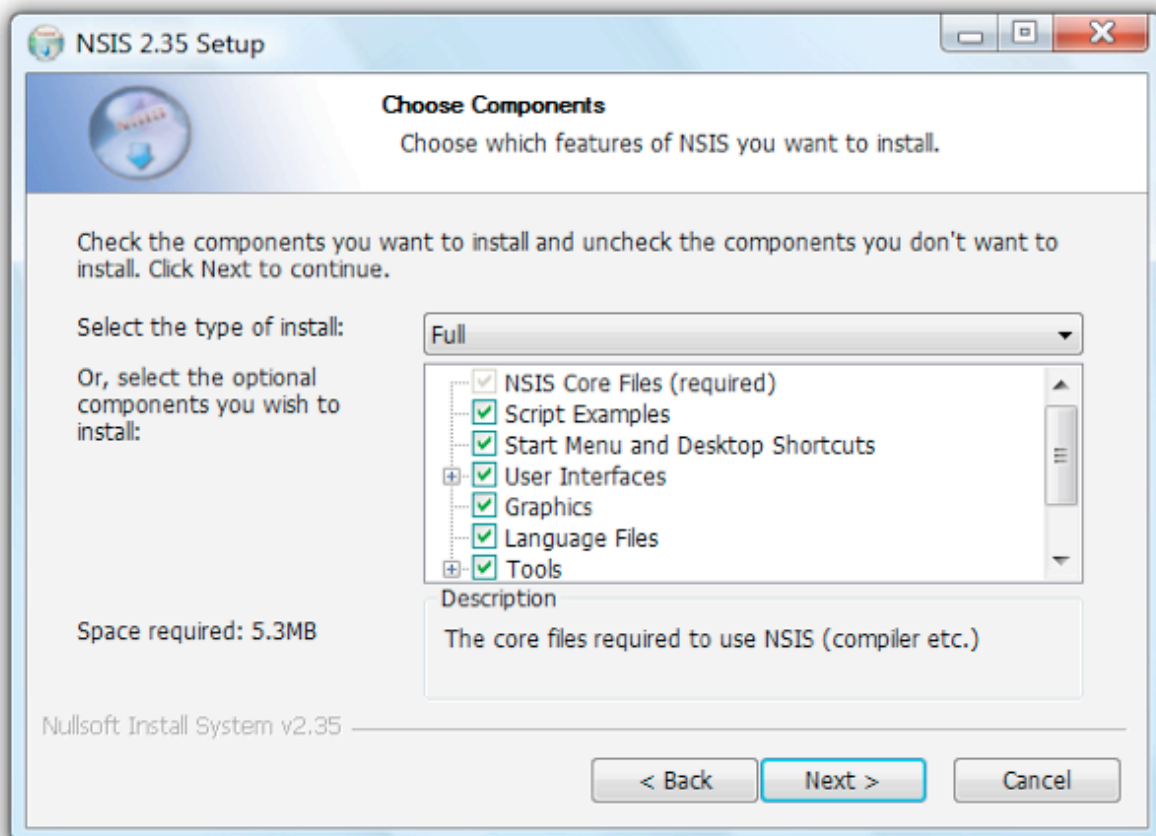 NSIS 2.35 Setup
Choose Components
Choose which features of NSIS you want to install.
Check the components you want to install and uncheck the components you don't want to
install. Click Next to continue.
Select the type of install:
Full
Or, select the optional
components you wish to
install:
NSIS Core Files (required)
Script Examples
Start Menu and Desktop Shortcuts
User Interfaces
Graphics
Language Files
Tools
Space required: 5.3MB
Description
The core files required to use NSIS (compiler etc.)
Nullsoft Install System v2.35
< Back
Next >
Cancel